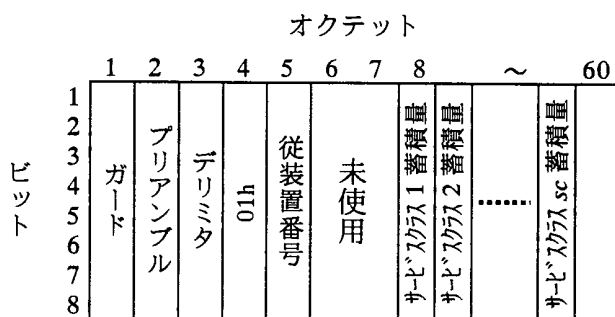 オクテット
1 2 3 4 5 6 7 8 ～ 60
ビット
1
2
3
4
5
6
7
8
ガード
プリアンブル
デリミタ
01h
従装置番号
未使用
サービスクラス1蓄積量
サービスクラス2蓄積量
………
サービスクラスsc蓄積量